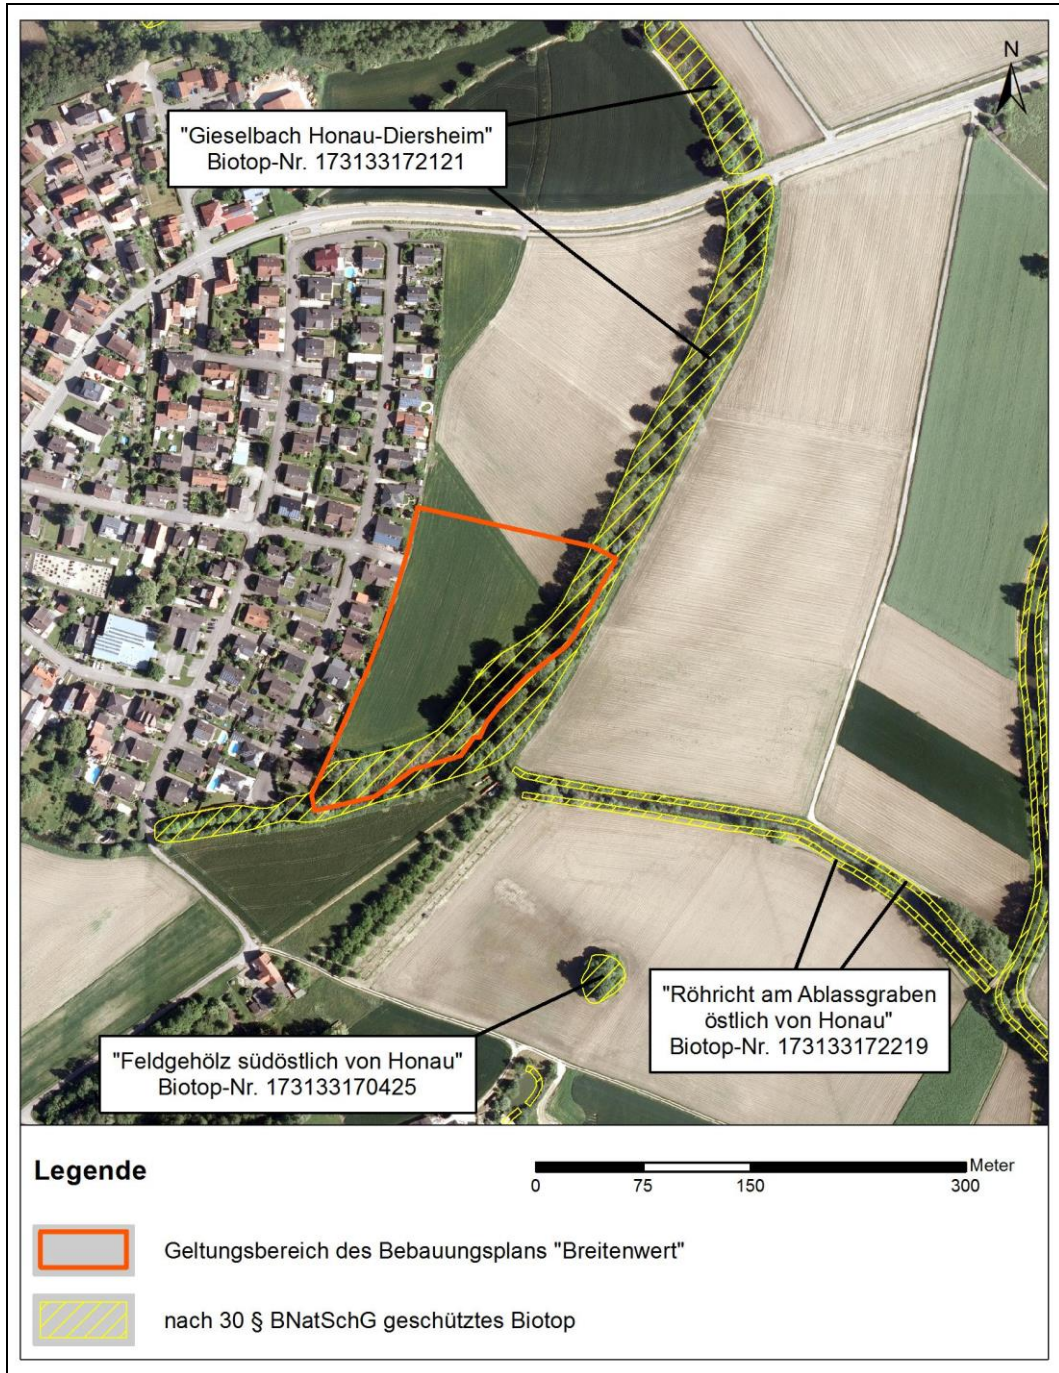 N
"Gieselbach Honau-Diersheim"
Biotop-Nr. 173133172121
"Röhricht am Ablassgraben
östlich von Honau"
Biotop-Nr. 173133172219
"Feldgehölz südöstlich von Honau"
Biotop-Nr. 173133170425
Legende
Meter
0 75 150 300
Geltungsbereich des Bebauungsplans "Breitenwert"
nach 30 § BNatSchG geschütztes Biotop